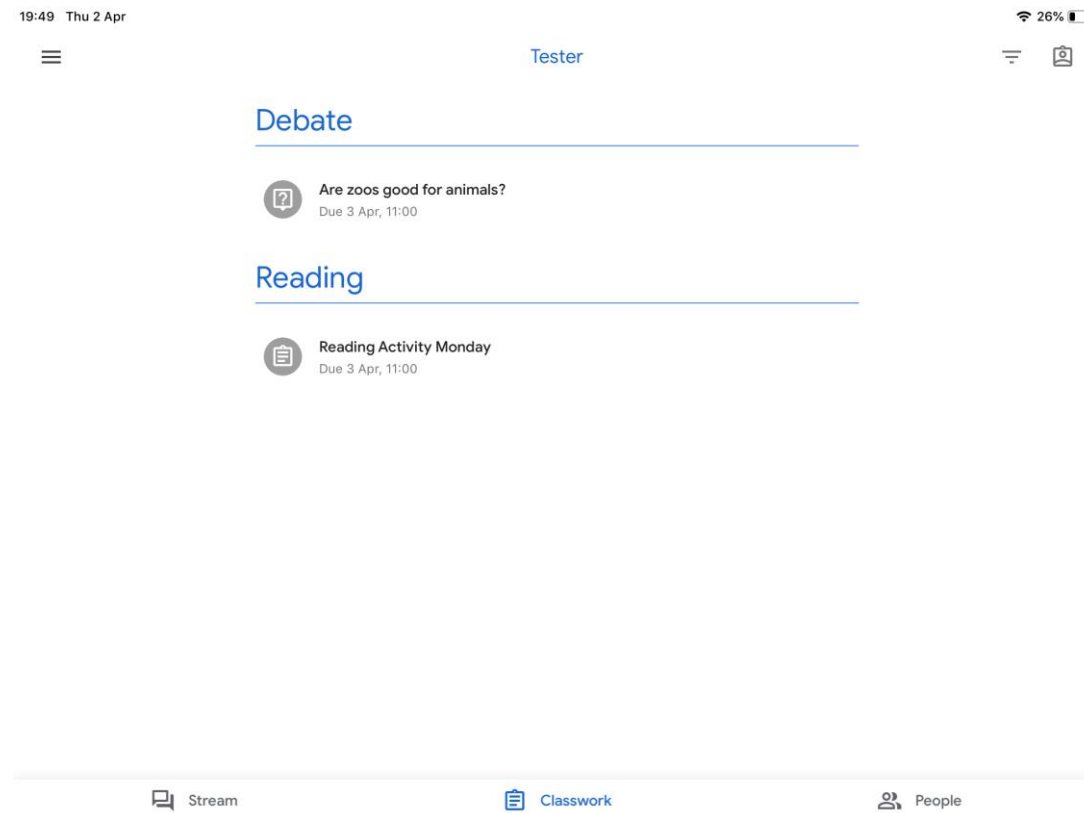 19:49 Thu 2 Apr 26%
Tester
Debate
Are zoos good for animals?
Due 3 Apr, 11:00
Reading
Reading Activity Monday
Due 3 Apr, 11:00
Stream Classwork People